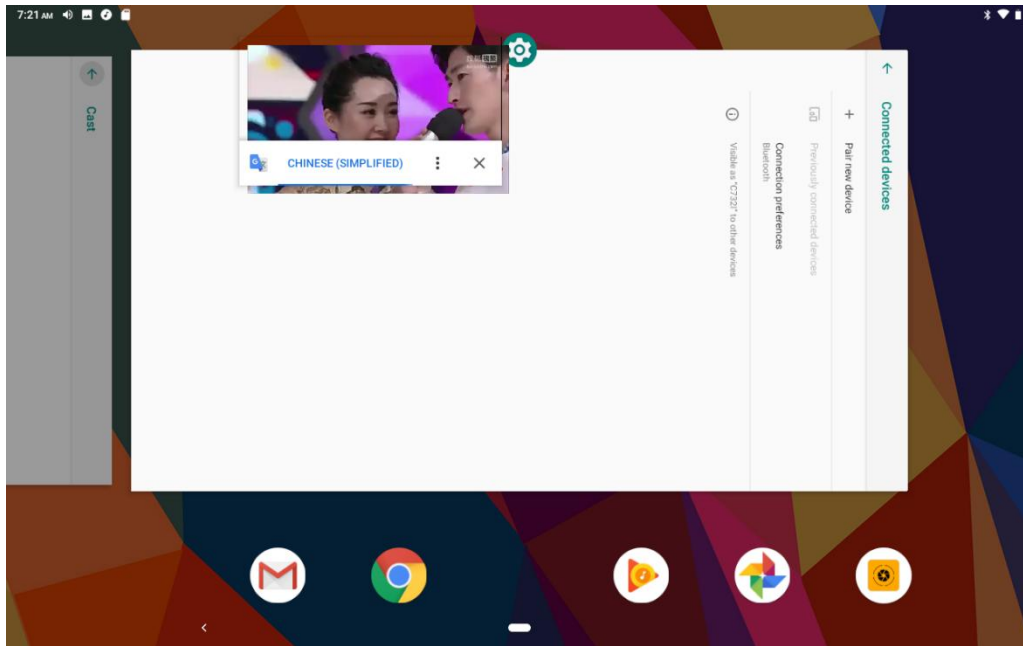 7:21 AM
Cast
CHINESE (SIMPLIFIED)
Connected devices
Pair new device
Previously connected devices
Connection preferences
Bluetooth
Visible as "C732I" to other devices